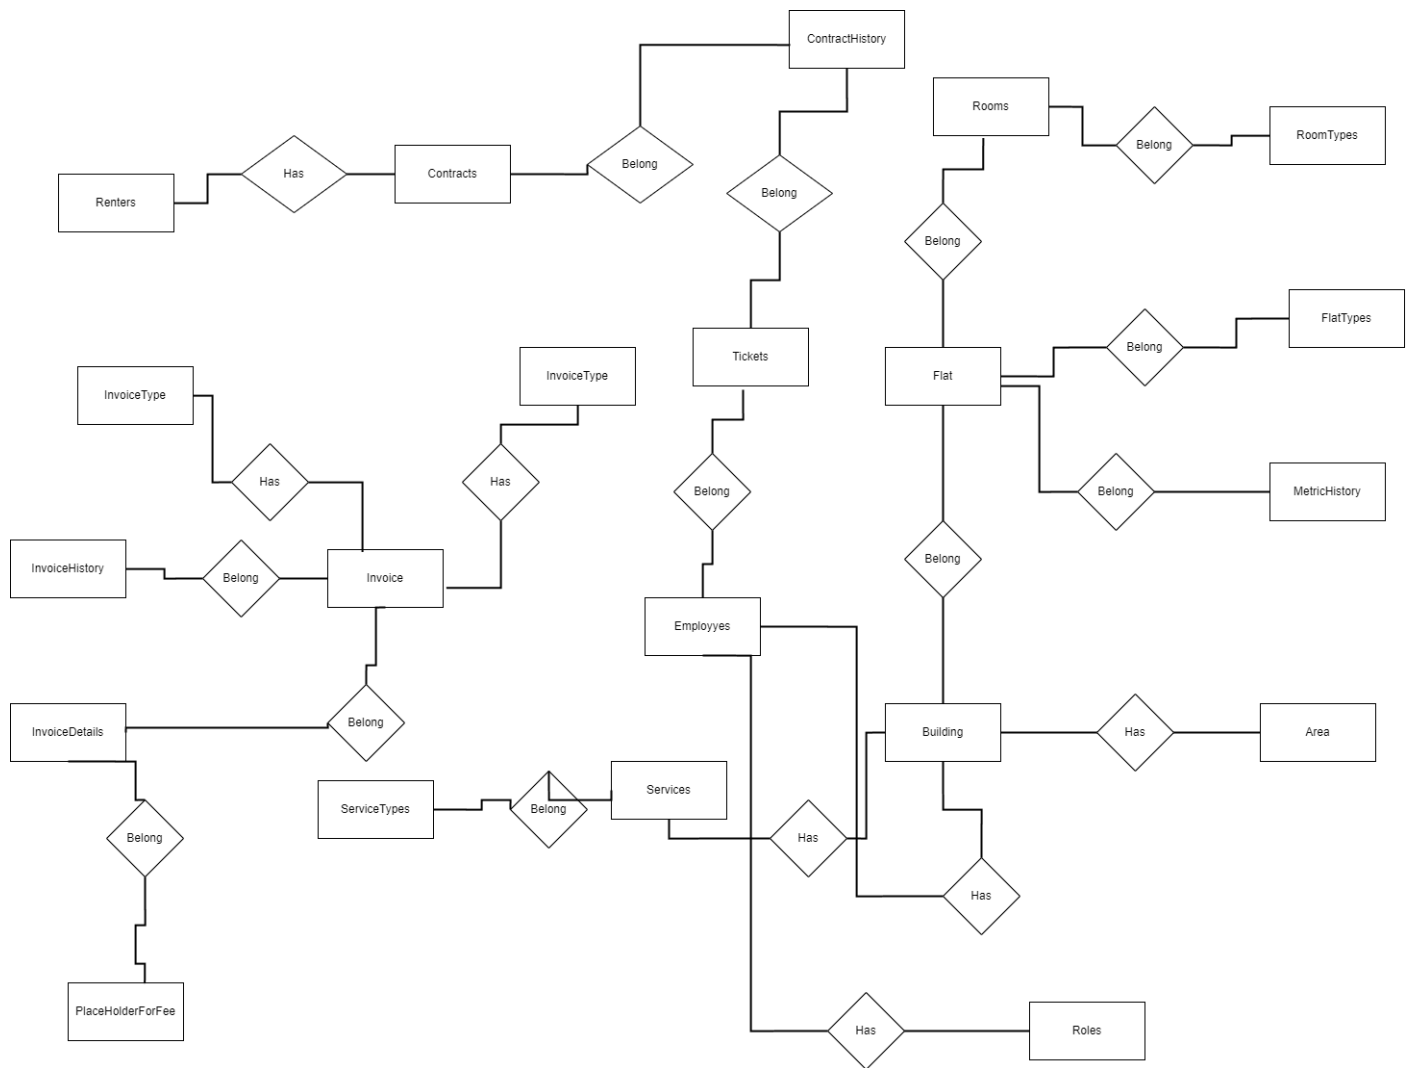 ContractHistory
Rooms
RoomTypes
Belong
Belong
Contracts
Has
Renters
Belong
Belong
FlatTypes
Belong
Tickets
Flat
InvoiceType
InvoiceType
Has
Has
Belong
Belong
MetricHistory
Belong
InvoiceHistory
Belong
Invoice
Employyes
Belong
InvoiceDetails
Building
Has
Area
Services
ServiceTypes
Belong
Belong
Has
Has
PlaceHolderForFee
Has
Roles